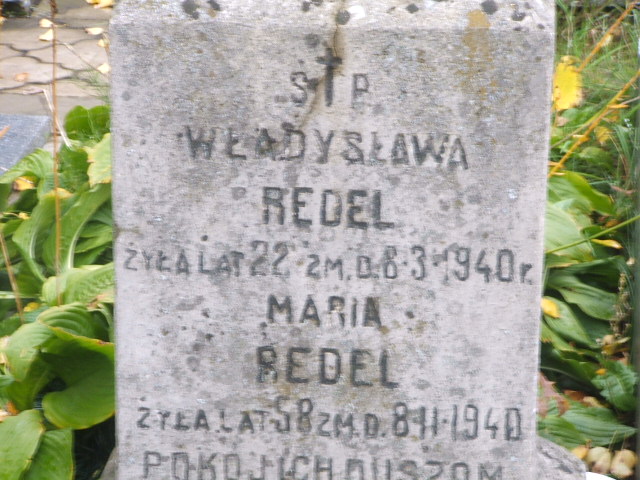 Ś † P.
WŁADYSŁAWA
REDEL
ŻYŁA LAT 22 ZM. D. 8·3·1940 r.
MARIA
REDEL
ŻYŁA LAT 58 ZM. D. 8·11·1940
POKÓJ ICH DUSZOM